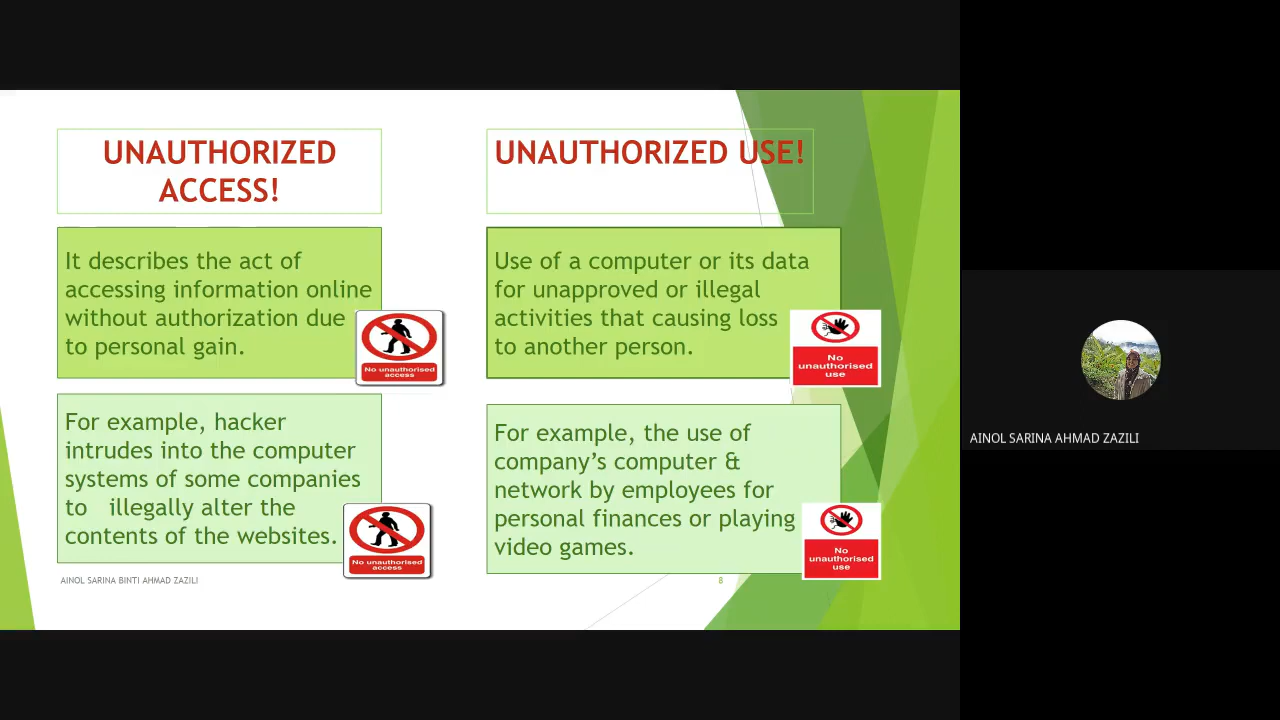 UNAUTHORIZED
ACCESS!
It describes the act of
accessing information online
without authorization due
to personal gain.
No unauthorised
access
For example, hacker
intrudes into the computer
systems of some companies
to illegally alter the
contents of the websites.
No unauthorised
access
UNAUTHORIZED USE!
Use of a computer or its data
for unapproved or illegal
activities that causing loss
to another person.
No
unauthorised
use
For example, the use of
company's computer &
network by employees for
personal finances or playing
video games.
No
unauthorised
use
AINOL SARINA BINTI AHMAD ZAZILI
8
AINOL SARINA AHMAD ZAZILI